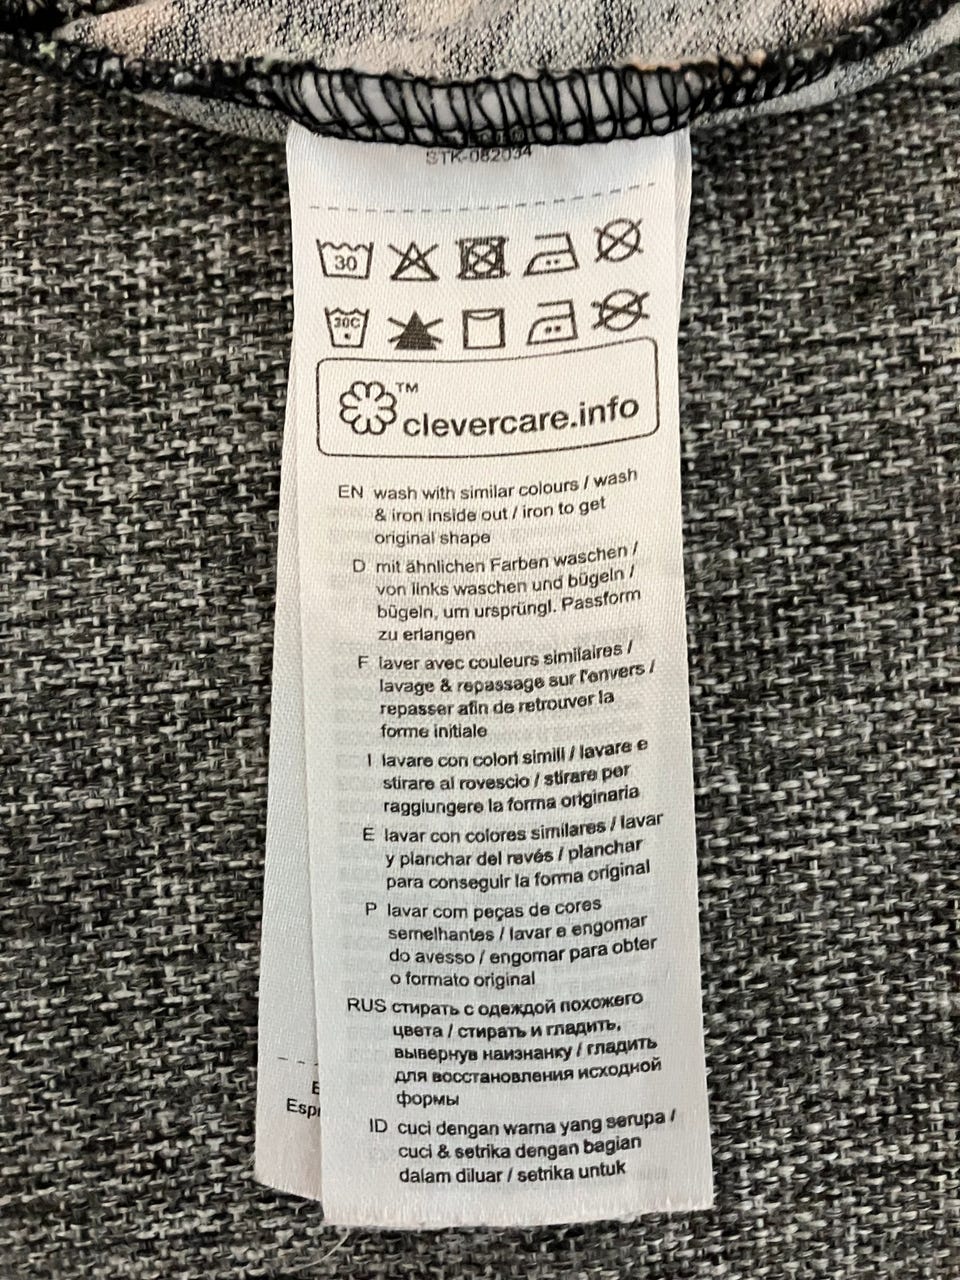 STK-082034
30
30C
TM
clevercare.info
EN wash with similar colours / wash
& iron inside out / iron to get
original shape
D mit ähnlichen Farben waschen /
von links waschen und bügeln /
bügeln, um ursprüngl. Passform
zu erlangen
F laver avec couleurs similaires /
lavage & repassage sur l'envers /
repasser afin de retrouver la
forme initiale
I lavare con colori simili / lavare e
stirare al rovescio / stirare per
raggiungere la forma originaria
E lavar con colores similares / lavar
y planchar del revés / planchar
para conseguir la forma original
P lavar com peças de cores
semelhantes / lavar e engomar
do avesso / engomar para obter
o formato original
RUS стирать с одеждой похожего
цвета / стирать и гладить,
вывернув наизнанку / гладить
для восстановления исходной
формы
ID cuci dengan warna yang serupa /
cuci & setrika dengan bagian
dalam diluar / setrika untuk
E
Espr